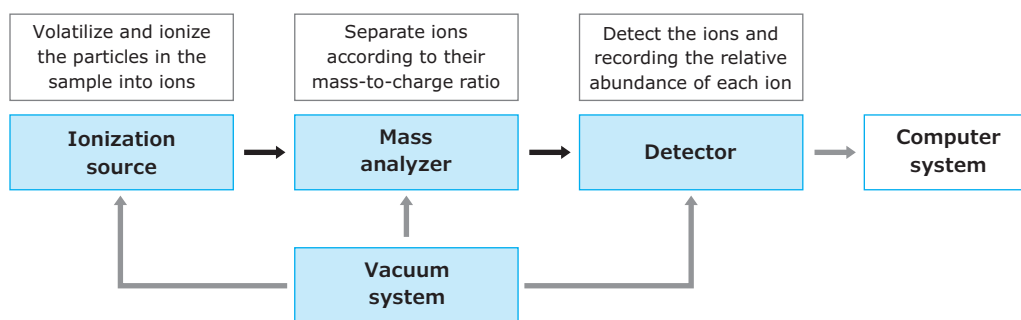 Volatilize and ionize
the particles in the
sample into ions
Separate ions
according to their
mass-to-charge ratio
Detect the ions and
recording the relative
abundance of each ion
Ionization
source
Mass
analyzer
Detector
Computer
system
Vacuum
system